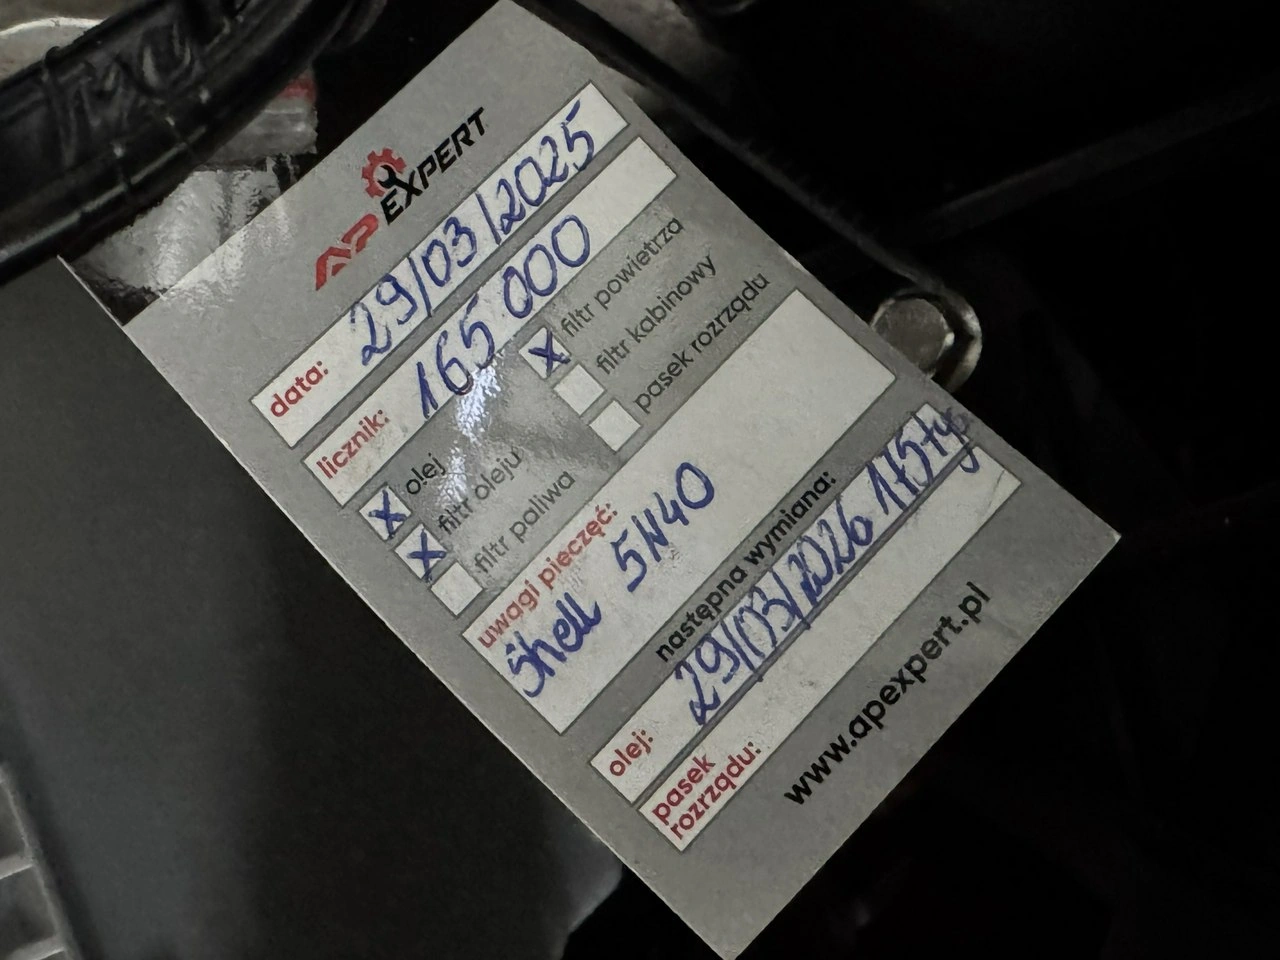 AP EXPERT
data: 29/03/2025
licznik: 165 000
X olej
X filtr oleju
filtr paliwa
X filtr powietrza
filtr kabinowy
pasek rozrządu
uwagi pieczęć:
Shell 5W40
następna wymiana:
olej: 29/03/2026 175tyś
pasek
rozrządu:
www.apexpert.pl